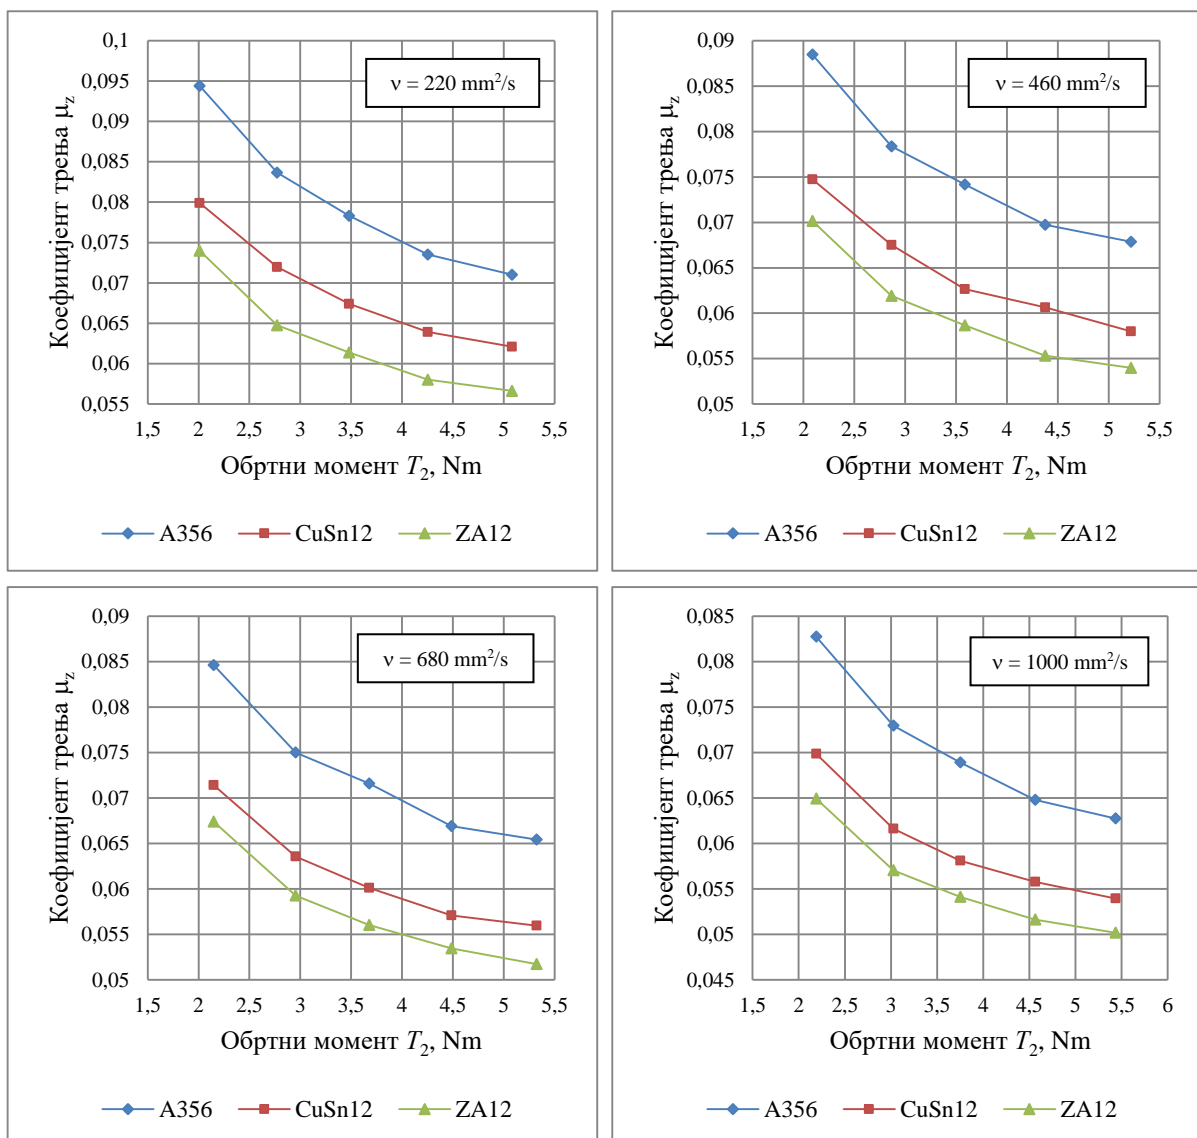 0,1
0,095
0,09
0,085
0,08
0,075
0,07
0,065
0,06
0,055
1,5 2 2,5 3 3,5 4 4,5 5 5,5
Коефицијент трења μz
Обртни момент T2, Nm
ν = 220 mm²/s
A356 CuSn12 ZA12
0,09
0,085
0,08
0,075
0,07
0,065
0,06
0,055
0,05
1,5 2 2,5 3 3,5 4 4,5 5 5,5
Коефицијент трења μz
Обртни момент T2, Nm
ν = 460 mm²/s
A356 CuSn12 ZA12
0,09
0,085
0,08
0,075
0,07
0,065
0,06
0,055
0,05
1,5 2 2,5 3 3,5 4 4,5 5 5,5
Коефицијент трења μz
Обртни момент T2, Nm
ν = 680 mm²/s
A356 CuSn12 ZA12
0,085
0,08
0,075
0,07
0,065
0,06
0,055
0,05
0,045
1,5 2 2,5 3 3,5 4 4,5 5 5,5 6
Коефицијент трења μz
Обртни момент T2, Nm
ν = 1000 mm²/s
A356 CuSn12 ZA12